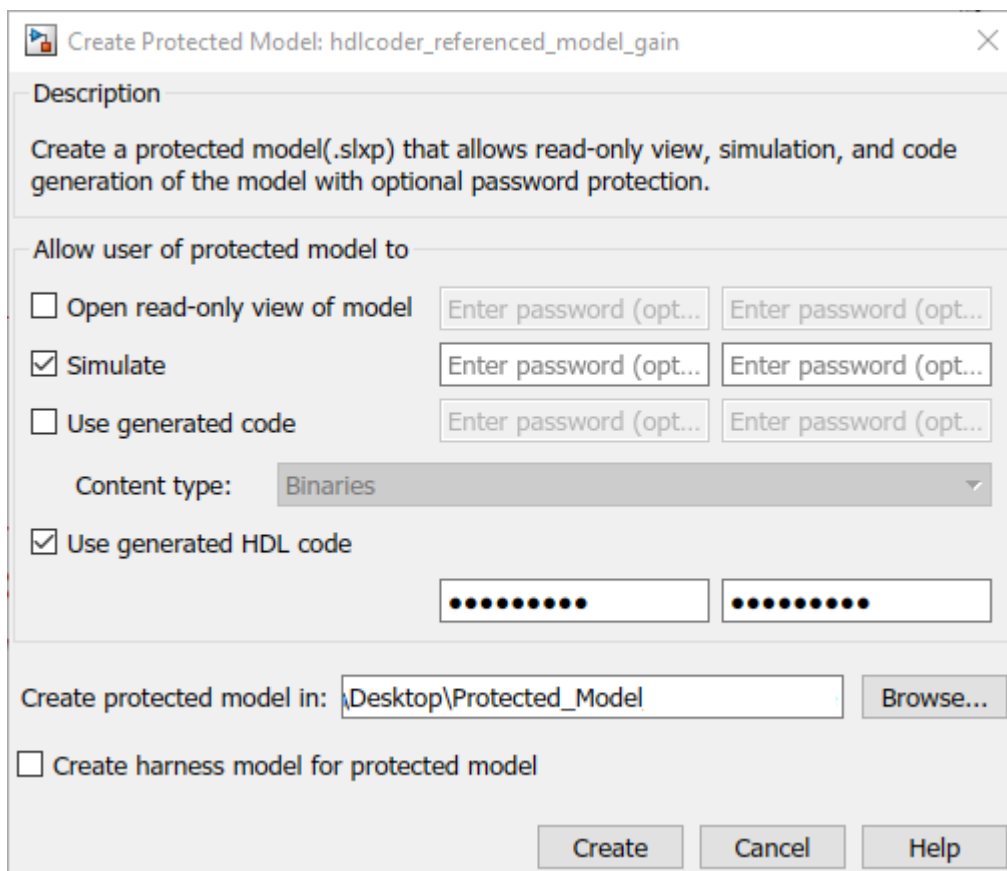 Create Protected Model: hdlcoder_referenced_model_gain
Description
Create a protected model(.slxp) that allows read-only view, simulation, and code
generation of the model with optional password protection.
Allow user of protected model to
Open read-only view of model Enter password (opt... Enter password (opt...
Simulate Enter password (opt... Enter password (opt...
Use generated code Enter password (opt... Enter password (opt...
Content type: Binaries
Use generated HDL code
●●●●●●●●● ●●●●●●●●●
Create protected model in: \Desktop\Protected_Model Browse...
Create harness model for protected model
Create Cancel Help